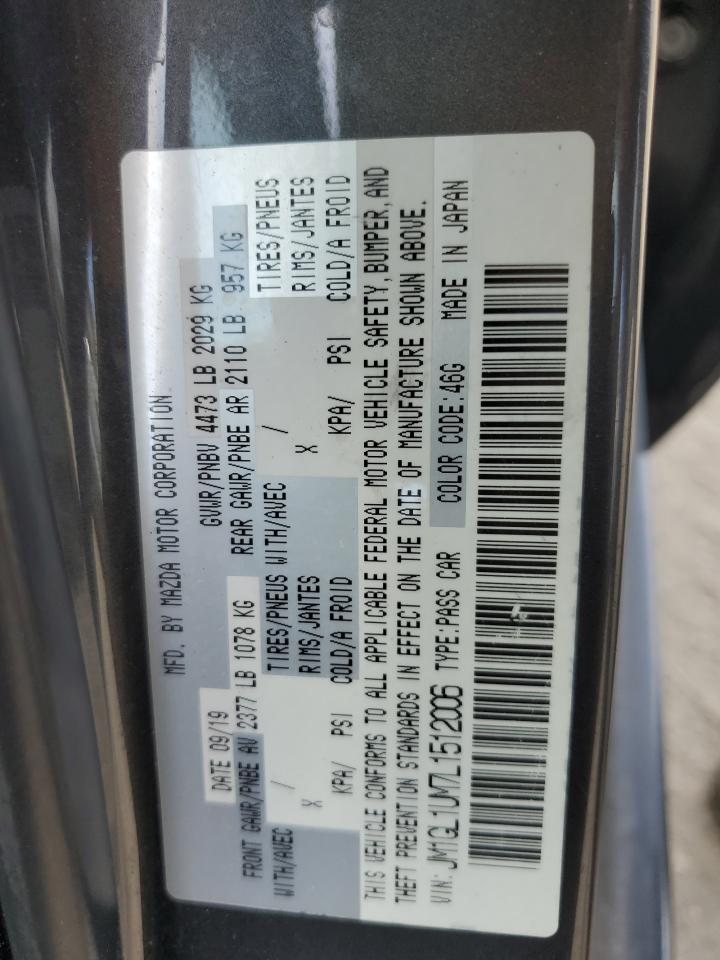 MFD. BY MAZDA MOTOR CORPORATION
DATE 09/19 GVWR/PNBV 4473 LB 2029 KG
FRONT GAWR/PNBE AV 2377 LB 1078 KG REAR GAWR/PNBE AR 2110 LB 957 KG
WITH/AVEC / TIRES/PNEUS WITH/AVEC / TIRES/PNEUS
X RIMS/JANTES X RIMS/JANTES
KPA/ PSI COLD/A FROID KPA/ PSI COLD/A FROID
THIS VEHICLE CONFORMS TO ALL APPLICABLE FEDERAL MOTOR VEHICLE SAFETY, BUMPER, AND
THEFT PREVENTION STANDARDS IN EFFECT ON THE DATE OF MANUFACTURE SHOWN ABOVE.
VIN: JM1GL1UM7L1512006 TYPE:PASS CAR COLOR CODE:46G MADE IN JAPAN